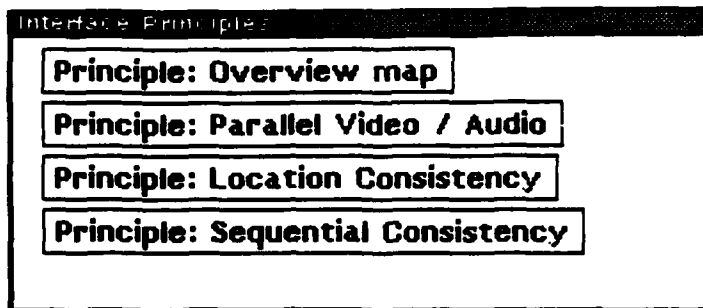 Interface Principles
Principle: Overview map
Principle: Parallel Video / Audio
Principle: Location Consistency
Principle: Sequential Consistency